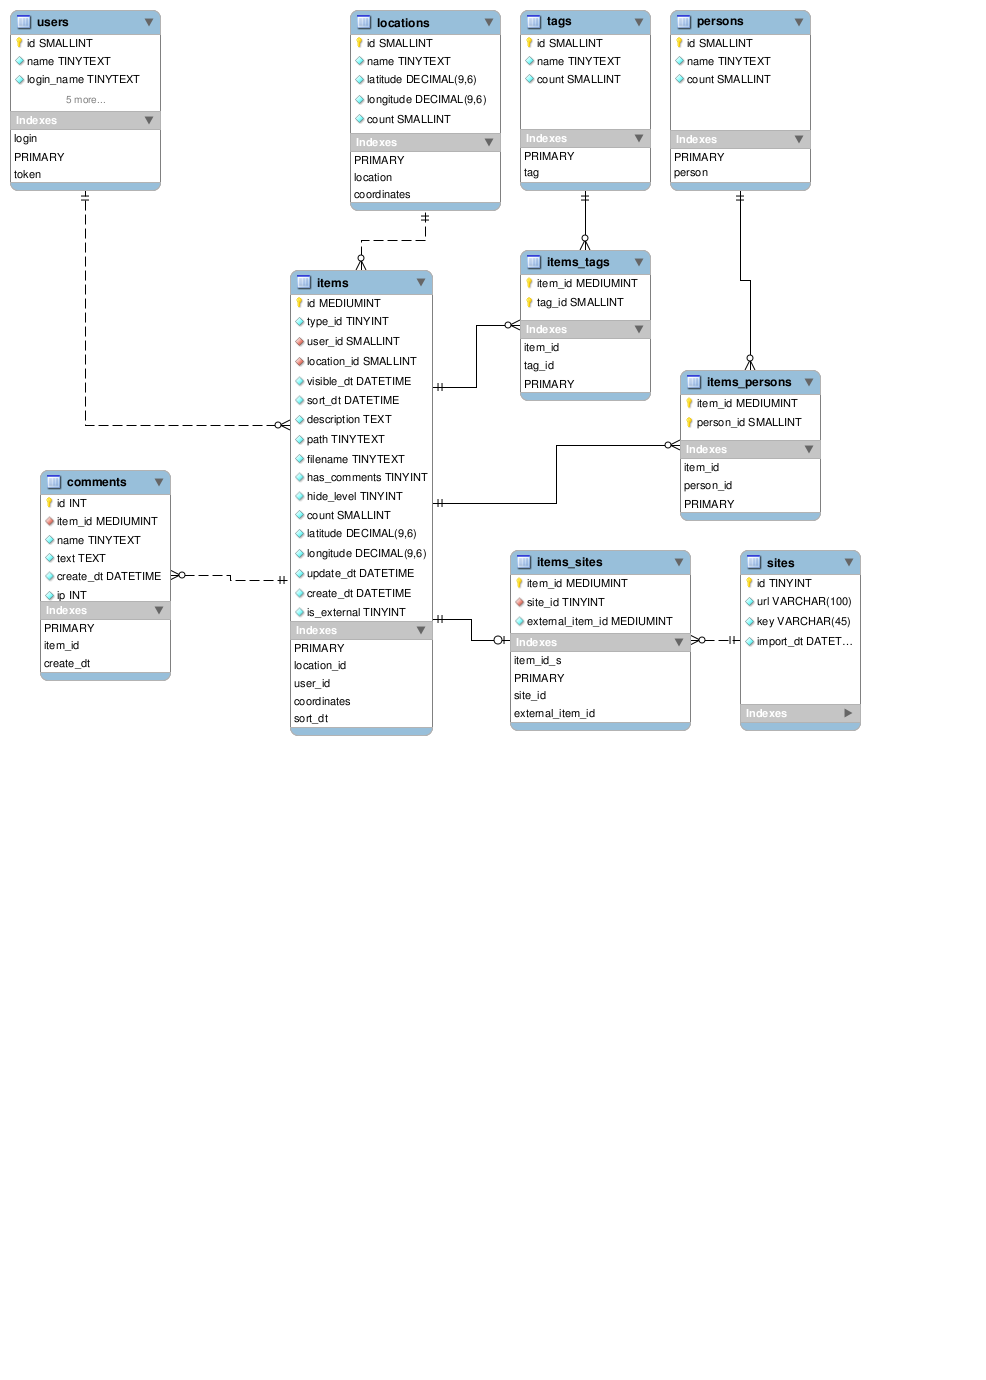 users
id SMALLINT
name TINYTEXT
login_name TINYTEXT
5 more...
Indexes
login
PRIMARY
token
locations
id SMALLINT
name TINYTEXT
latitude DECIMAL(9,6)
longitude DECIMAL(9,6)
count SMALLINT
Indexes
PRIMARY
location
coordinates
tags
id SMALLINT
name TINYTEXT
count SMALLINT
Indexes
PRIMARY
tag
persons
id SMALLINT
name TINYTEXT
count SMALLINT
Indexes
PRIMARY
person
items
id MEDIUMINT
type_id TINYINT
user_id SMALLINT
location_id SMALLINT
visible_dt DATETIME
sort_dt DATETIME
description TEXT
path TINYTEXT
filename TINYTEXT
has_comments TINYINT
hide_level TINYINT
count SMALLINT
latitude DECIMAL(9,6)
longitude DECIMAL(9,6)
update_dt DATETIME
create_dt DATETIME
is_external TINYINT
Indexes
PRIMARY
location_id
user_id
coordinates
sort_dt
items_tags
item_id MEDIUMINT
tag_id SMALLINT
Indexes
item_id
tag_id
PRIMARY
items_persons
item_id MEDIUMINT
person_id SMALLINT
Indexes
item_id
person_id
PRIMARY
comments
id INT
item_id MEDIUMINT
name TINYTEXT
text TEXT
create_dt DATETIME
ip INT
Indexes
PRIMARY
item_id
create_dt
items_sites
item_id MEDIUMINT
site_id TINYINT
external_item_id MEDIUMINT
Indexes
item_id_s
PRIMARY
site_id
external_item_id
sites
id TINYINT
url VARCHAR(100)
key VARCHAR(45)
import_dt DATET...
Indexes